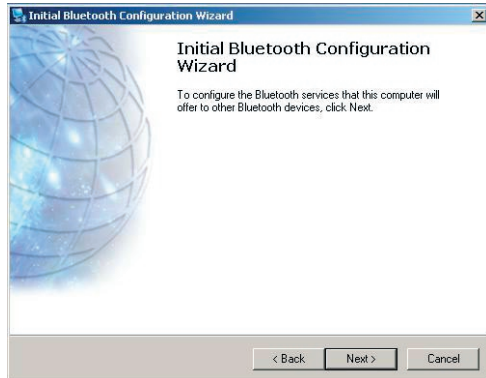 Initial Bluetooth Configuration Wizard
Initial Bluetooth Configuration
Wizard
To configure the Bluetooth services that this computer will
offer to other Bluetooth devices, click Next.
< Back Next > Cancel